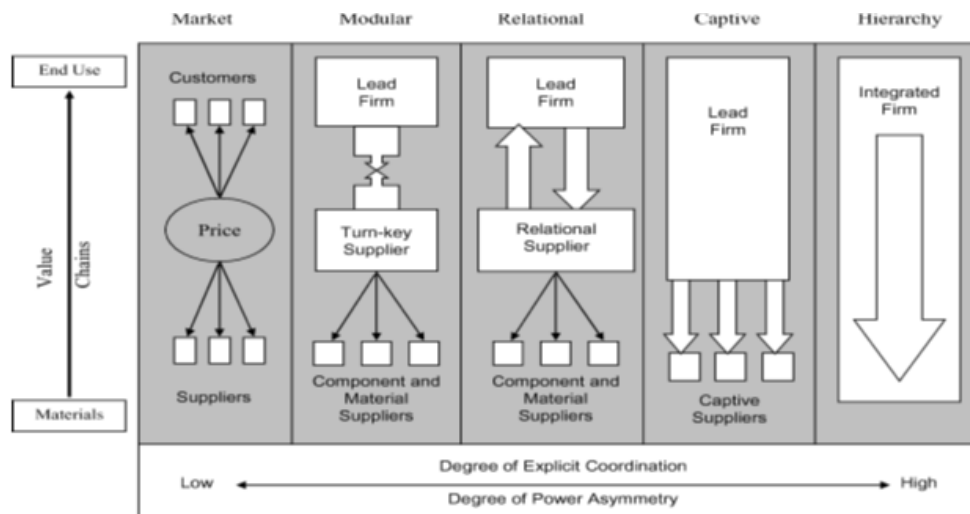 Market
Modular
Relational
Captive
Hierarchy
End Use
Value
Chains
Materials
Customers
Price
Suppliers
Lead
Firm
Turn-key
Supplier
Component and
Material
Suppliers
Lead
Firm
Relational
Supplier
Component and
Material
Suppliers
Lead
Firm
Captive
Suppliers
Integrated
Firm
Degree of Explicit Coordination
Low
High
Degree of Power Asymmetry